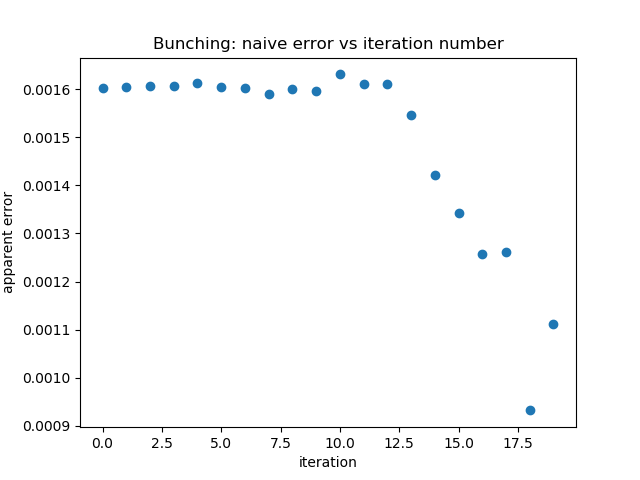 Bunching: naive error vs iteration number
0.0016
0.0015
0.0014
0.0013
0.0012
0.0011
0.0010
0.0009
apparent error
0.0 2.5 5.0 7.5 10.0 12.5 15.0 17.5
iteration